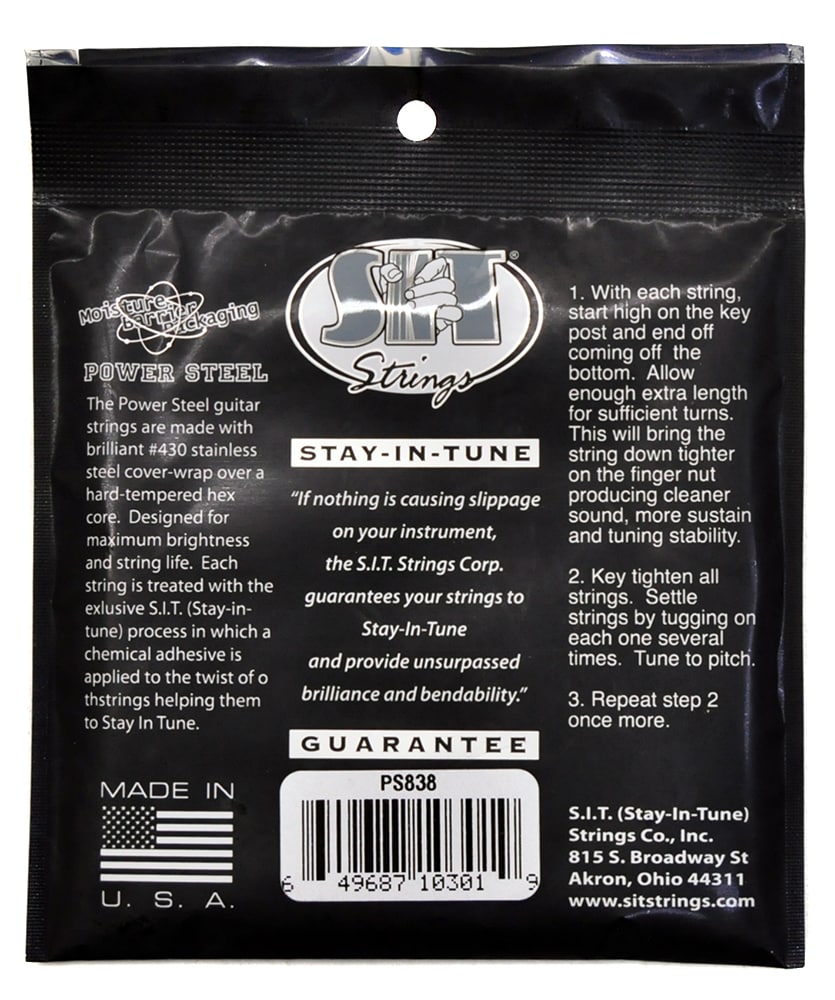 Moisture
Barrier
Packaging
POWER STEEL
The Power Steel guitar
strings are made with
brilliant #430 stainless
steel cover-wrap over a
hard-tempered hex
core. Designed for
maximum brightness
and string life. Each
string is treated with the
exlusive S.I.T. (Stay-in-
tune) process in which a
chemical adhesive is
applied to the twist of o
thstrings helping them
to Stay In Tune.
MADE IN
U. S. A.
SIT®
Strings
STAY-IN-TUNE
“If nothing is causing slippage
on your instrument,
the S.I.T. Strings Corp.
guarantees your strings to
Stay-In-Tune
and provide unsurpassed
brilliance and bendability.”
GUARANTEE
PS838
6 49687 10301 9
1. With each string,
start high on the key
post and end off
coming off the
bottom. Allow
enough extra length
for sufficient turns.
This will bring the
string down tighter
on the finger nut
producing cleaner
sound, more sustain
and tuning stability.
2. Key tighten all
strings. Settle
strings by tugging on
each one several
times. Tune to pitch.
3. Repeat step 2
once more.
S.I.T. (Stay-In-Tune)
Strings Co., Inc.
815 S. Broadway St
Akron, Ohio 44311
www.sitstrings.com